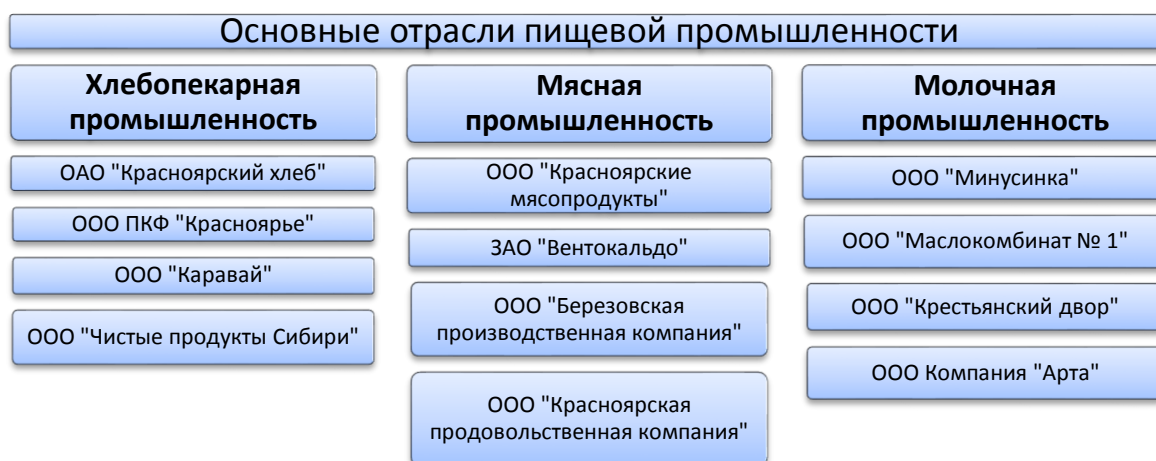 Основные отрасли пищевой промышленности
Хлебопекарная
промышленность
ОАО "Красноярский хлеб"
ООО ПКФ "Красноярье"
ООО "Каравай"
ООО "Чистые продукты Сибири"
Мясная
промышленность
ООО "Красноярские
мясопродукты"
ЗАО "Вентокальдо"
ООО "Березовская
производственная компания"
ООО "Красноярская
продовольственная компания"
Молочная
промышленность
ООО "Минусинка"
ООО "Маслокомбинат № 1"
ООО "Крестьянский двор"
ООО Компания "Арта"